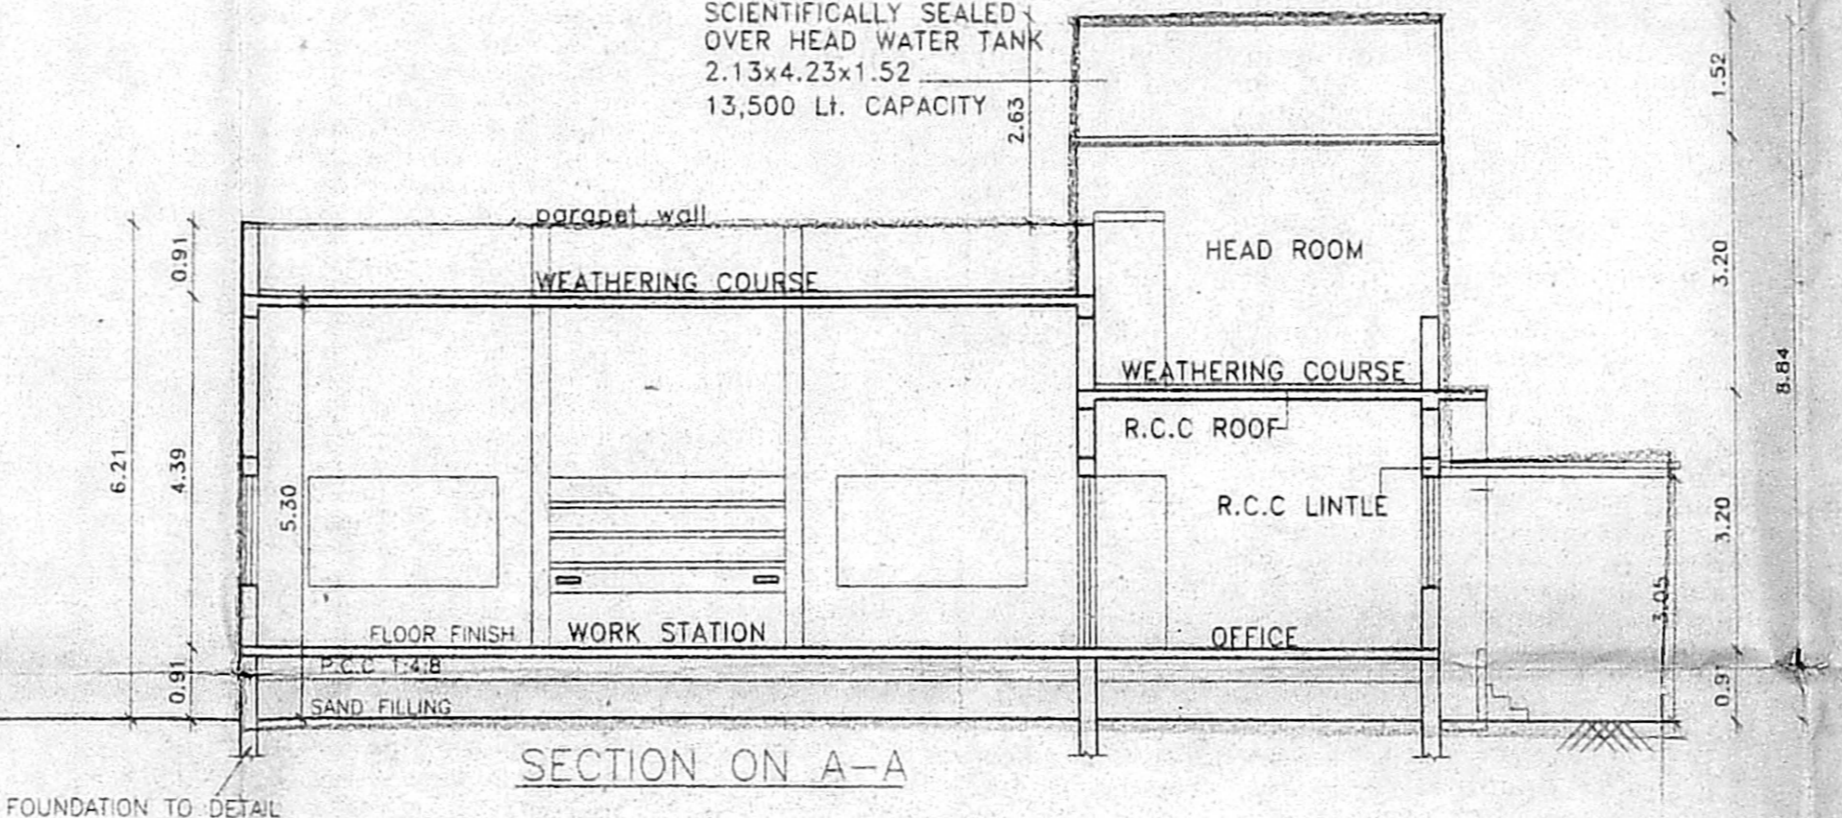 SCIENTIFICALLY SEALED
OVER HEAD WATER TANK
2.13x4.23x1.52
13,500 Lt. CAPACITY
2.63
1.52
parapet wall
HEAD ROOM
0.91
WEATHERING COURSE
3.20
WEATHERING COURSE
8.84
R.C.C ROOF
6.21
4.39
5.30
R.C.C LINTLE
3.20
3.05
FLOOR FINISH
WORK STATION
OFFICE
P.C.C 1:4:8
0.91
0.91
SAND FILLING
SECTION ON A-A
FOUNDATION TO DETAIL